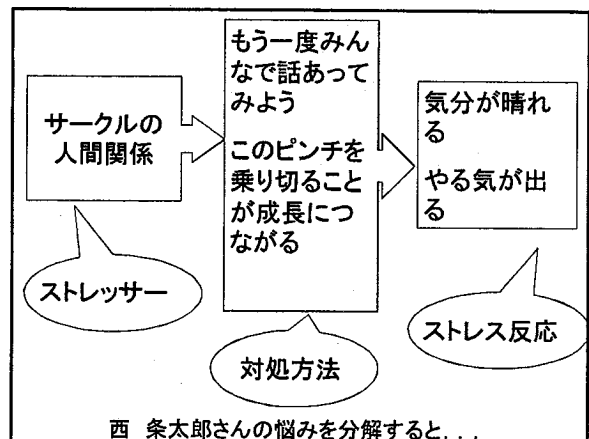 サークルの
人間関係
もう一度みん
なで話あって
みよう
このピンチを
乗り切ること
が成長につ
ながる
気分が晴れ
る
やる気が出
る
ストレッサー
対処方法
ストレス反応
西 条太郎さんの悩みを分解すると...